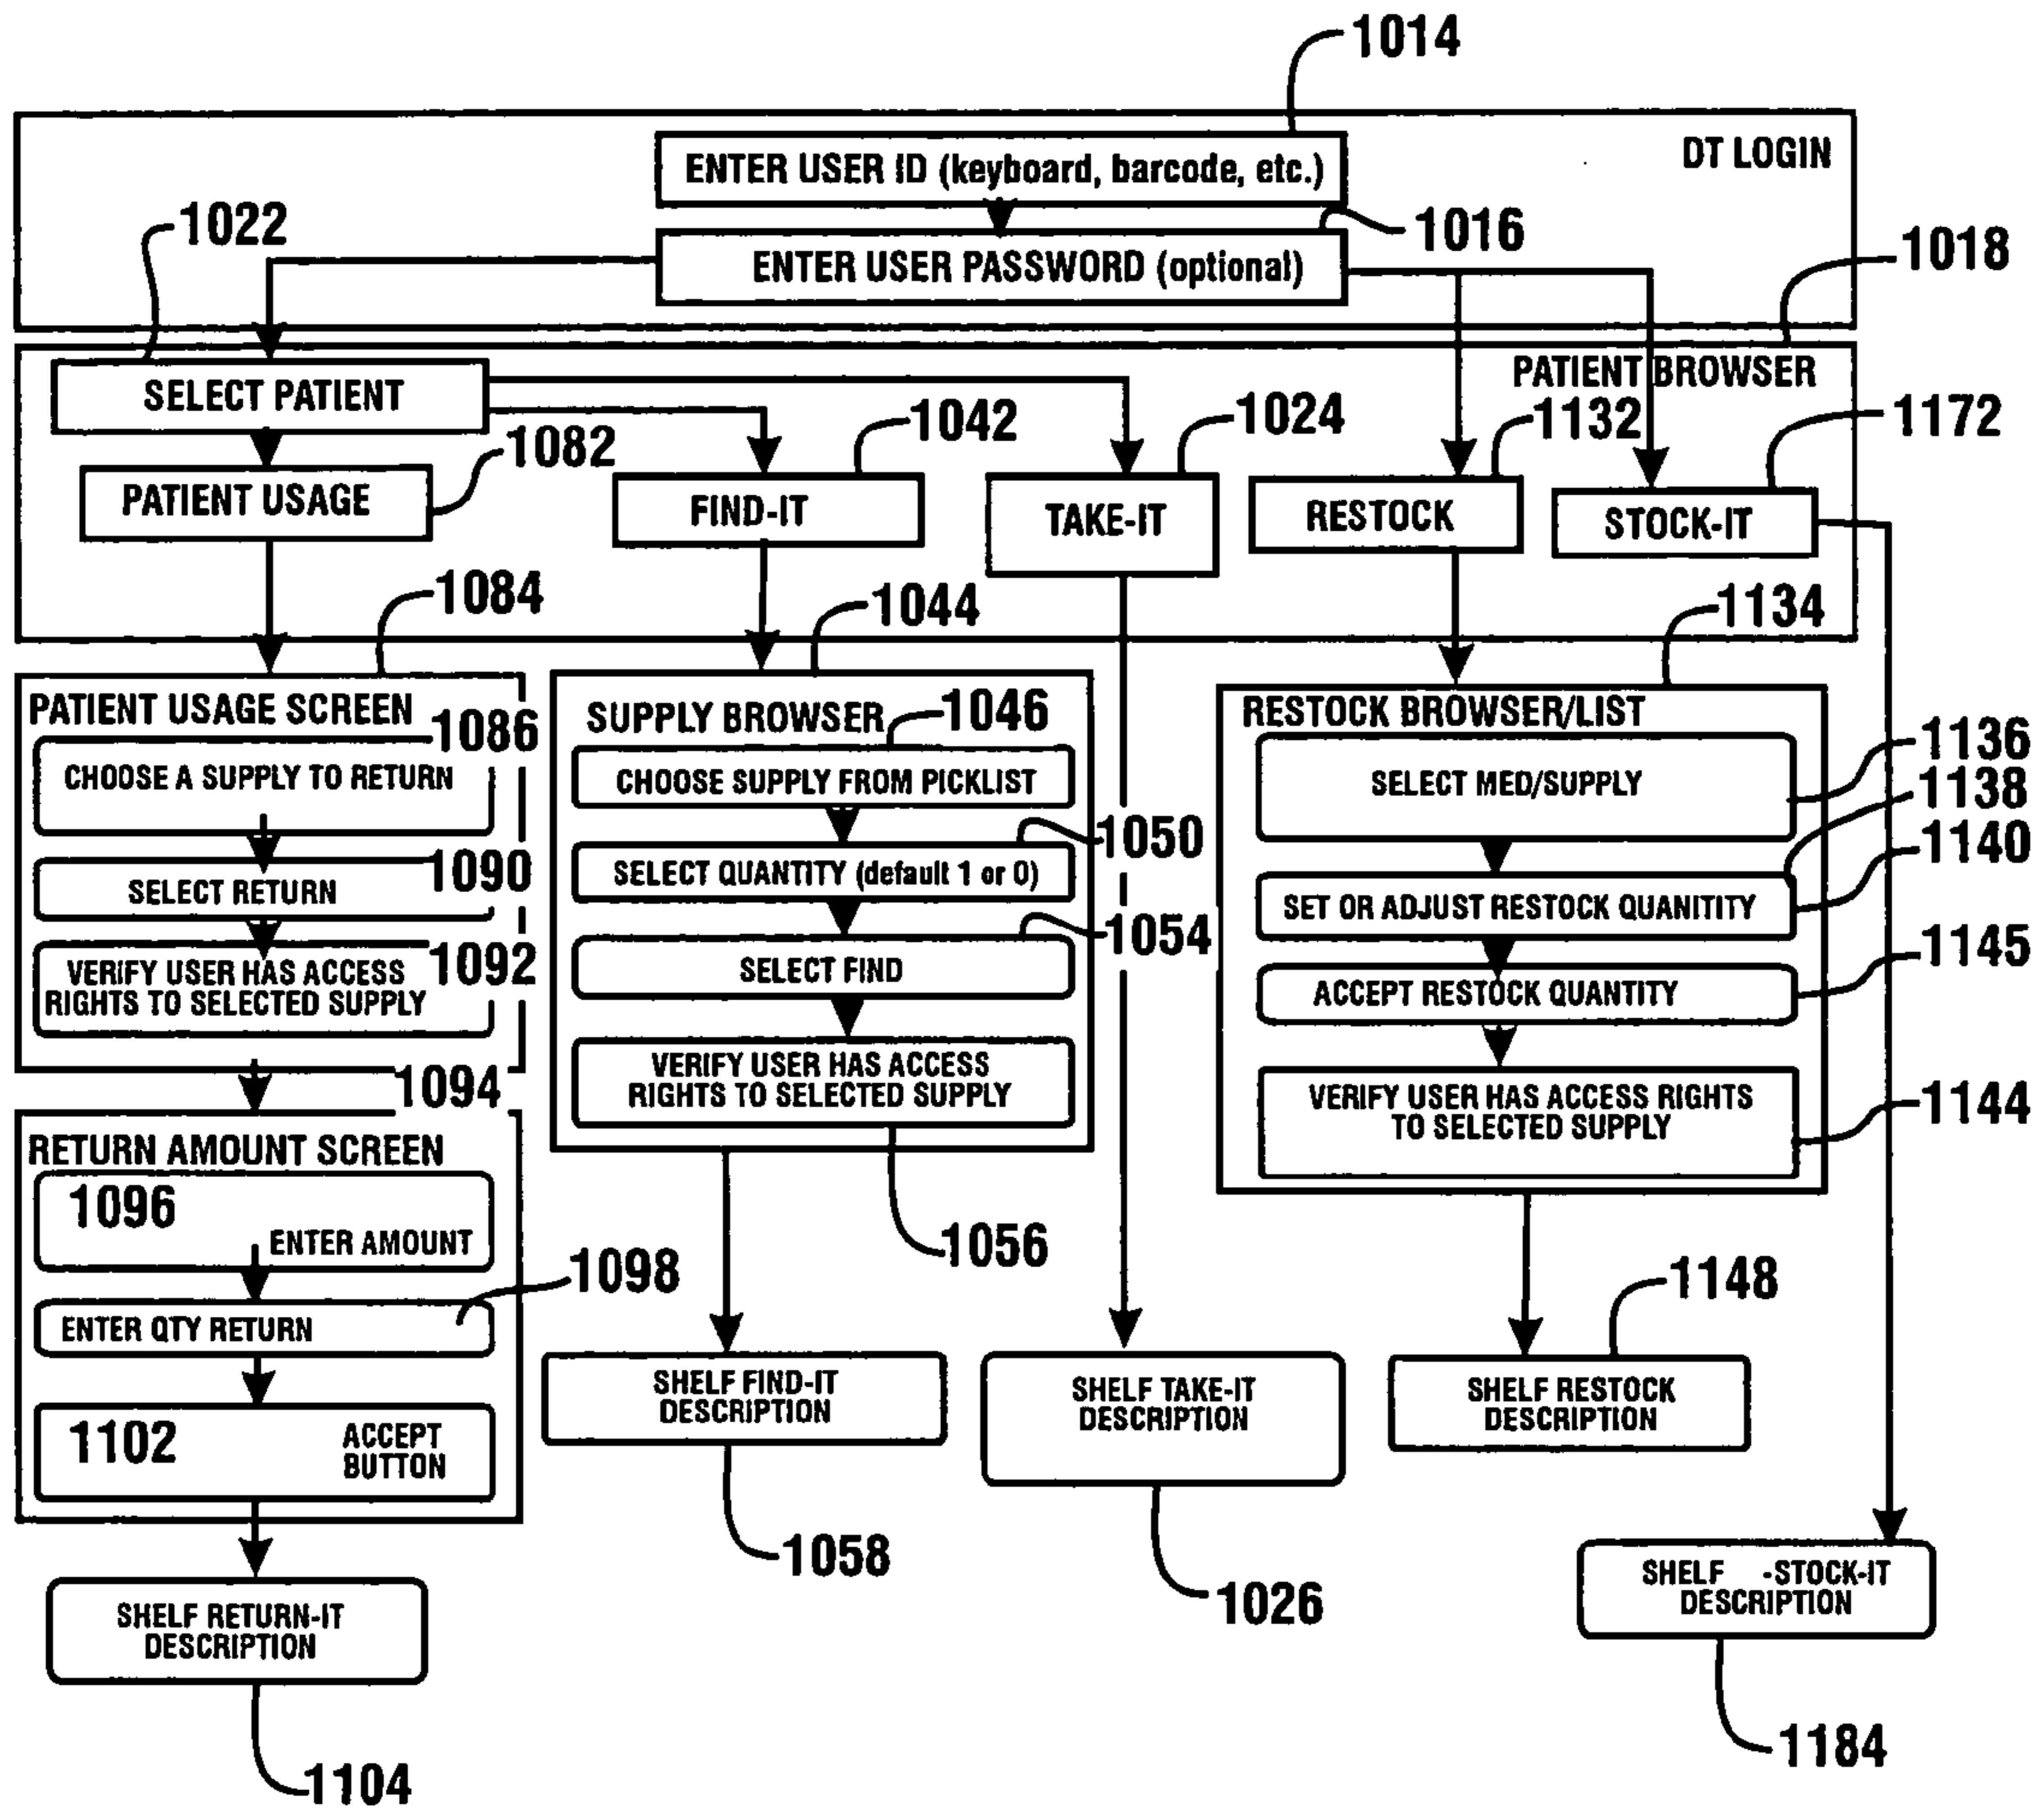 1014
DT LOGIN
ENTER USER ID (keyboard, barcode, etc.)
1022
1016
ENTER USER PASSWORD (optional)
1018
PATIENT BROWSER
SELECT PATIENT
1082
1042
1024
1132
1172
PATIENT USAGE
FIND-IT
TAKE-IT
RESTOCK
STOCK-IT
1084
1044
1134
PATIENT USAGE SCREEN
1086
CHOOSE A SUPPLY TO RETURN
1090
SELECT RETURN
1092
VERIFY USER HAS ACCESS
RIGHTS TO SELECTED SUPPLY
1094
RETURN AMOUNT SCREEN
1096
ENTER AMOUNT
1098
ENTER QTY RETURN
1102
ACCEPT
BUTTON
SHELF RETURN-IT
DESCRIPTION
1104
SUPPLY BROWSER
1046
CHOOSE SUPPLY FROM PICKLIST
1050
SELECT QUANTITY (default 1 or 0)
1054
SELECT FIND
VERIFY USER HAS ACCESS
RIGHTS TO SELECTED SUPPLY
1056
SHELF FIND-IT
DESCRIPTION
1058
SHELF TAKE-IT
DESCRIPTION
1026
RESTOCK BROWSER/LIST
1136
SELECT MED/SUPPLY
1138
1140
SET OR ADJUST RESTOCK QUANITITY
1145
ACCEPT RESTOCK QUANTITY
VERIFY USER HAS ACCESS RIGHTS
TO SELECTED SUPPLY
1144
1148
SHELF RESTOCK
DESCRIPTION
SHELF -STOCK-IT
DESCRIPTION
1184